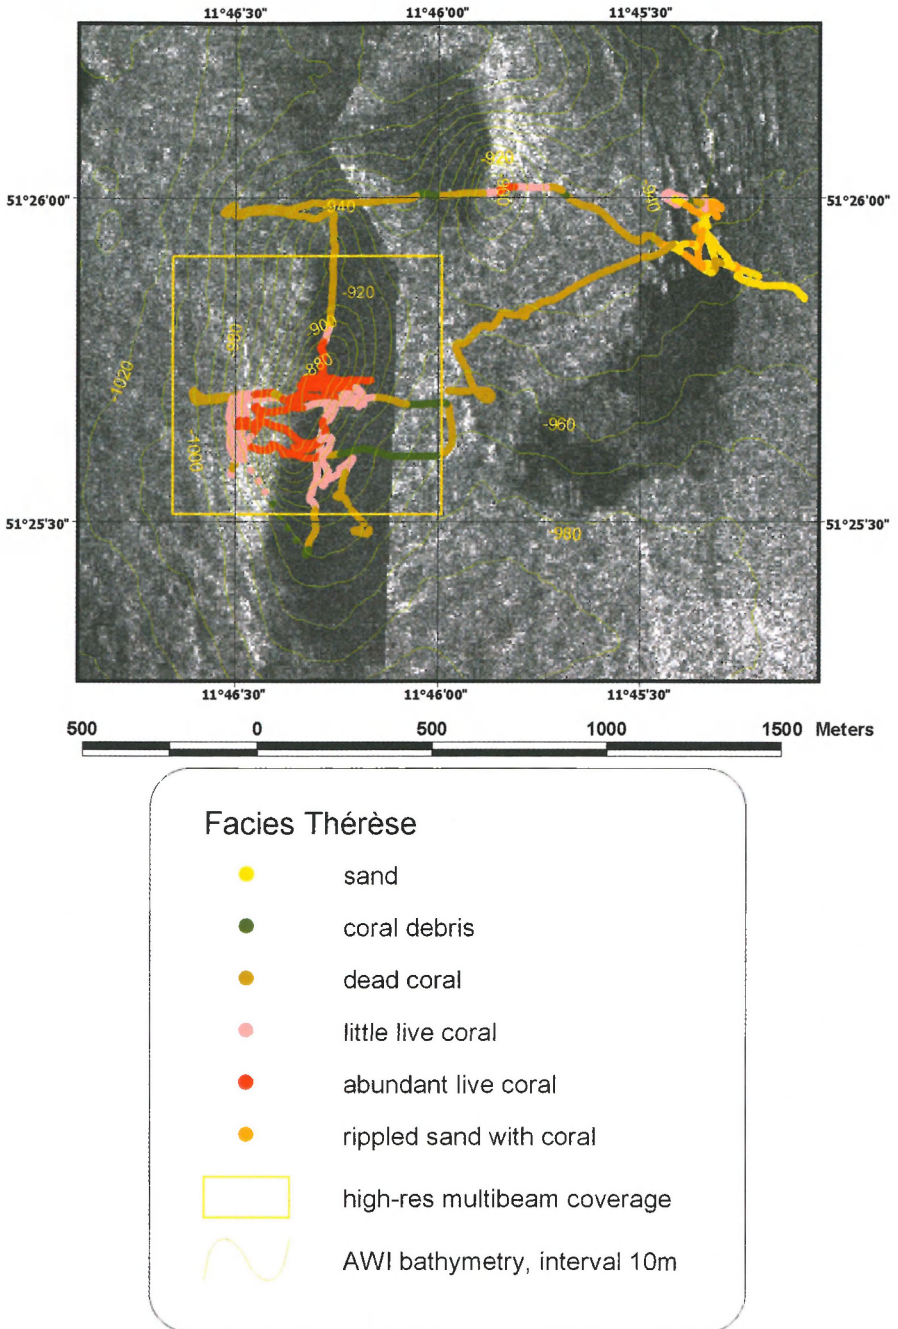 11°46'30" 11°46'00" 11°45'30"
-920
-890
-940
51°26'00" 51°26'00"
-940
-920
-900
-880
-1020
-960
-1000
51°25'30" 51°25'30"
-980
11°46'30" 11°46'00" 11°45'30"
500 0 500 1000 1500 Meters
Facies Thérèse
sand
coral debris
dead coral
little live coral
abundant live coral
rippled sand with coral
high-res multibeam coverage
AWI bathymetry, interval 10m